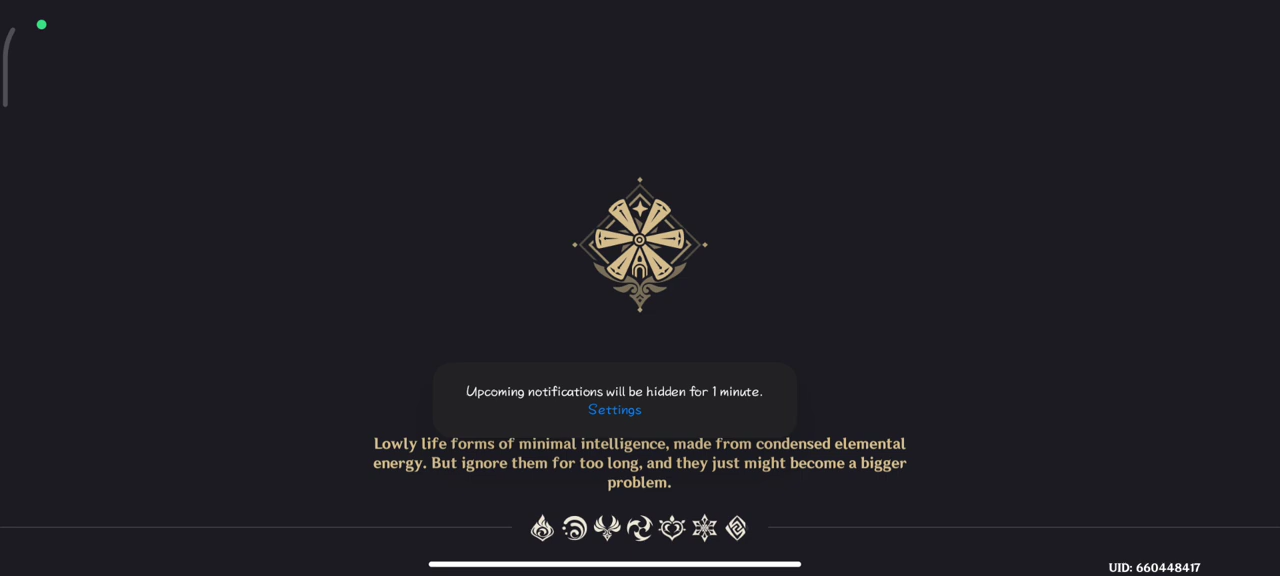 Upcoming notifications will be hidden for 1 minute.
Settings
Lowly life forms of minimal intelligence, made from condensed elemental
energy. But ignore them for too long, and they just might become a bigger
problem.
UID: 660448417